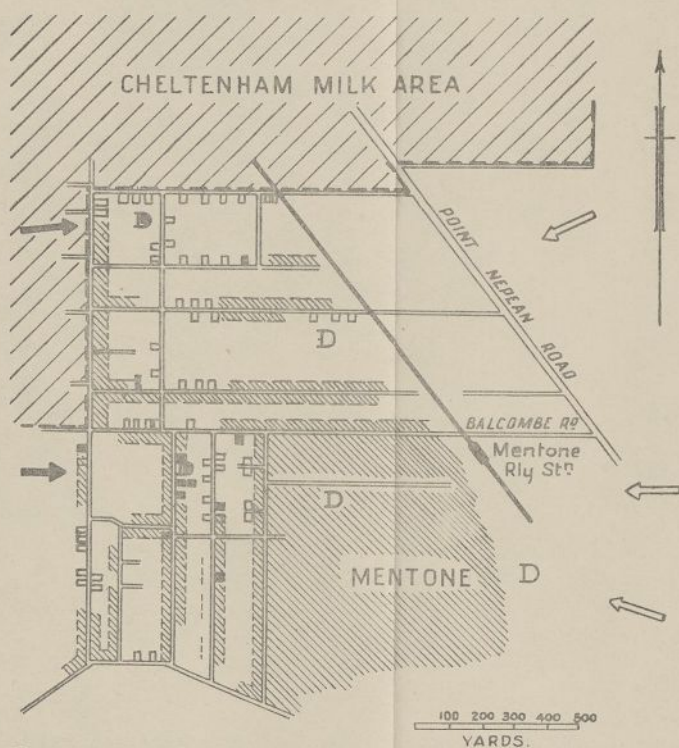 CHELTENHAM MILK AREA
D
POINT NEPEAN ROAD
D
BALCOMBE RD
Mentone
Rly Stn
D
D
MENTONE
D
100 200 300 400 500
YARDS.